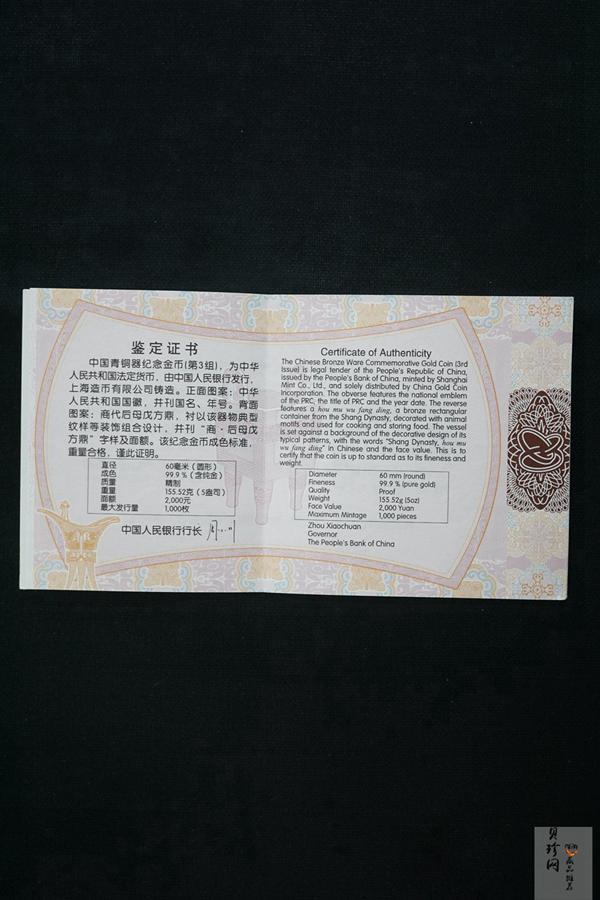 鉴定证书
中国青铜器纪念金币(第3组)，为中华
人民共和国法定货币，由中国人民银行发行，
上海造币有限公司铸造。正面图案：中华
人民共和国国徽，并刊国名、年号。背面
图案：商代后母戊方鼎，衬以该器物典型
纹样等装饰组合设计，并刊“商·后母戊
方鼎”字样及面额。该纪念金币成色标准，
重量合格，谨此证明。
直径 60毫米（圆形）
成色 99.9％（含纯金）
质量 精制
重量 155.52克（5盎司）
面额 2,000元
最大发行量 1,000枚
中国人民银行行长
Certificate of Authenticity
The Chinese Bronze Ware Commemorative Gold Coin (3rd
Issue) is legal tender of the People's Republic of China,
issued by the People's Bank of China, minted by Shanghai
Mint Co., Ltd., and solely distributed by China Gold Coin
Incorporation. The obverse features the national emblem
of the PRC, the title of PRC and the year date. The reverse
features a hou mu wu fang ding, a bronze rectangular
container from the Shang Dynasty, decorated with animal
motifs and used for cooking and storing food. The vessel
is set against a background of the decorative design of its
typical patterns, with the words "Shang Dynasty, hou mu
wu fang ding" in Chinese and the face value. This is to
certify that the coin is up to standard as to its fineness and
weight.
Diameter 60 mm (round)
Fineness 99.9 % (pure gold)
Quality Proof
Weight 155.52g (5oz)
Face Value 2,000 Yuan
Maximum Mintage 1,000 pieces
Zhou Xiaochuan
Governor
The People's Bank of China
贝珍网
藏品推荐